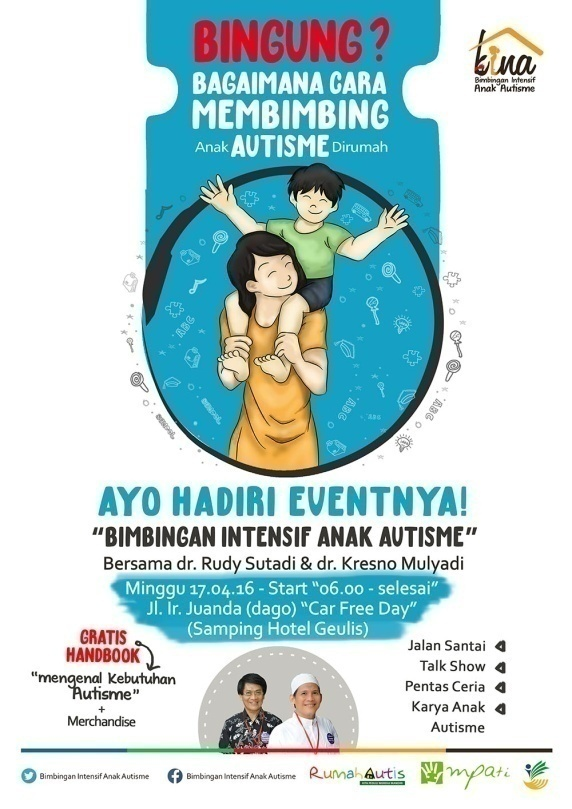 BINGUNG?
BAGAIMANA CARA
MEMBIMBING
Anak AUTISME Dirumah
kina
Bimbingan Intensif
Anak Autisme
AYO HADIRI EVENTNYA!
"BIMBINGAN INTENSIF ANAK AUTISME"
Bersama dr. Rudy Sutadi & dr. Kresno Mulyadi
Minggu 17.04.16 - Start "06.00 - selesai"
Jl. Ir. Juanda (dago) "Car Free Day"
(Samping Hotel Geulis)
GRATIS
HANDBOOK
"mengenal Kebutuhan
Autisme"
+
Merchandise
Jalan Santai
Talk Show
Pentas Ceria
Karya Anak
Autisme
Bimbingan Intensif Anak Autisme
Bimbingan Intensif Anak Autisme
RumahAutis
mpati